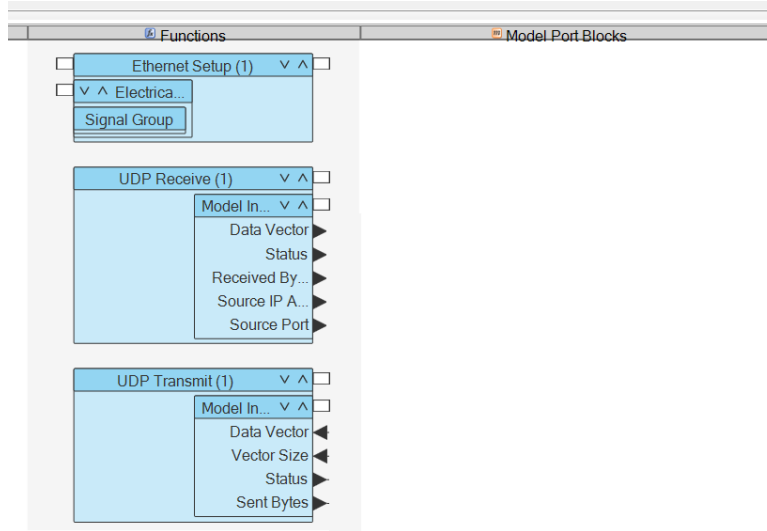 Functions
Model Port Blocks
Ethernet Setup (1)
Electrica...
Signal Group
UDP Receive (1)
Model In...
Data Vector
Status
Received By...
Source IP A...
Source Port
UDP Transmit (1)
Model In...
Data Vector
Vector Size
Status
Sent Bytes